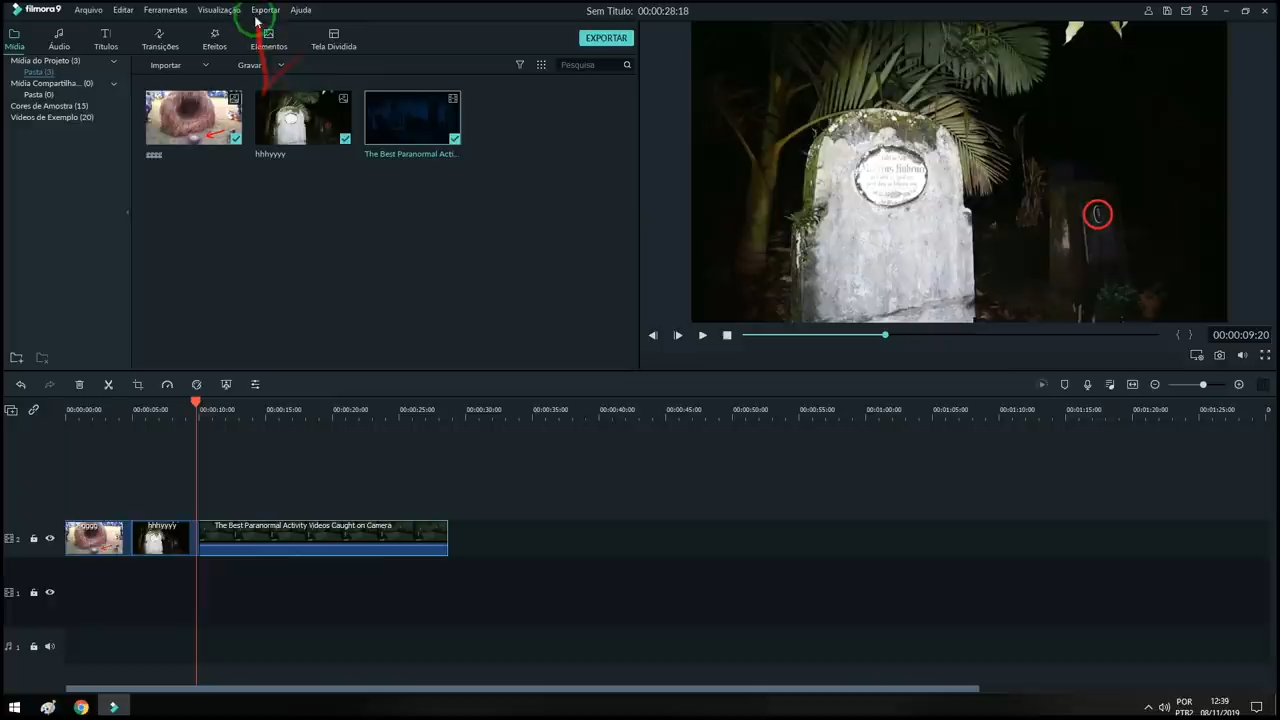 filmora9 Arquivo Editar Ferramentas Visualização Exportar Ajuda Sem Título: 00:00:28:18
Mídia Áudio Títulos Transições Efeitos Elementos Tela Dividida EXPORTAR
Mídia do Projeto (3)
Pasta (3)
Mídia Compartilha... (0)
Pasta (0)
Cores de Amostra (15)
Vídeos de Exemplo (20)
Importar Gravar Pesquisa
gggg hhhyyyy The Best Paranormal Acti...
00:00:09:20
00:00:00:00 00:00:05:00 00:00:10:00 00:00:15:00 00:00:20:00 00:00:25:00 00:00:30:00 00:00:35:00 00:00:40:00 00:00:45:00 00:00:50:00 00:00:55:00 00:01:00:00 00:01:05:00 00:01:10:00 00:01:15:00 00:01:20:00 00:01:25:00
gggg hhhyyyy The Best Paranormal Activity Videos Caught on Camera
2
1
1
POR
PTB2
12:39
08/11/2019